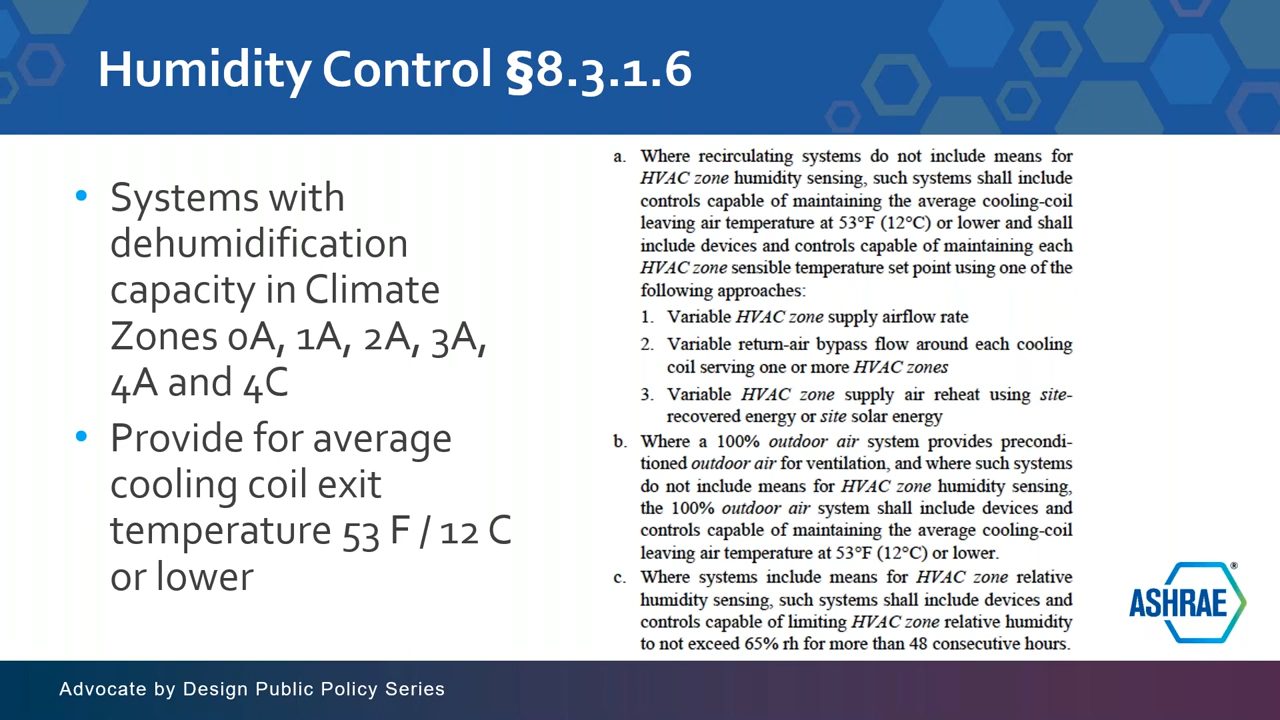 Humidity Control §8.3.1.6
• Systems with
dehumidification
capacity in Climate
Zones 0A, 1A, 2A, 3A,
4A and 4C
• Provide for average
cooling coil exit
temperature 53 F / 12 C
or lower
a. Where recirculating systems do not include means for
HVAC zone humidity sensing, such systems shall include
controls capable of maintaining the average cooling-coil
leaving air temperature at 53°F (12°C) or lower and shall
include devices and controls capable of maintaining each
HVAC zone sensible temperature set point using one of the
following approaches:
1. Variable HVAC zone supply airflow rate
2. Variable return-air bypass flow around each cooling
coil serving one or more HVAC zones
3. Variable HVAC zone supply air reheat using site-
recovered energy or site solar energy
b. Where a 100% outdoor air system provides precondi-
tioned outdoor air for ventilation, and where such systems
do not include means for HVAC zone humidity sensing,
the 100% outdoor air system shall include devices and
controls capable of maintaining the average cooling-coil
leaving air temperature at 53°F (12°C) or lower.
c. Where systems include means for HVAC zone relative
humidity sensing, such systems shall include devices and
controls capable of limiting HVAC zone relative humidity
to not exceed 65% rh for more than 48 consecutive hours.
ASHRAE®
Advocate by Design Public Policy Series